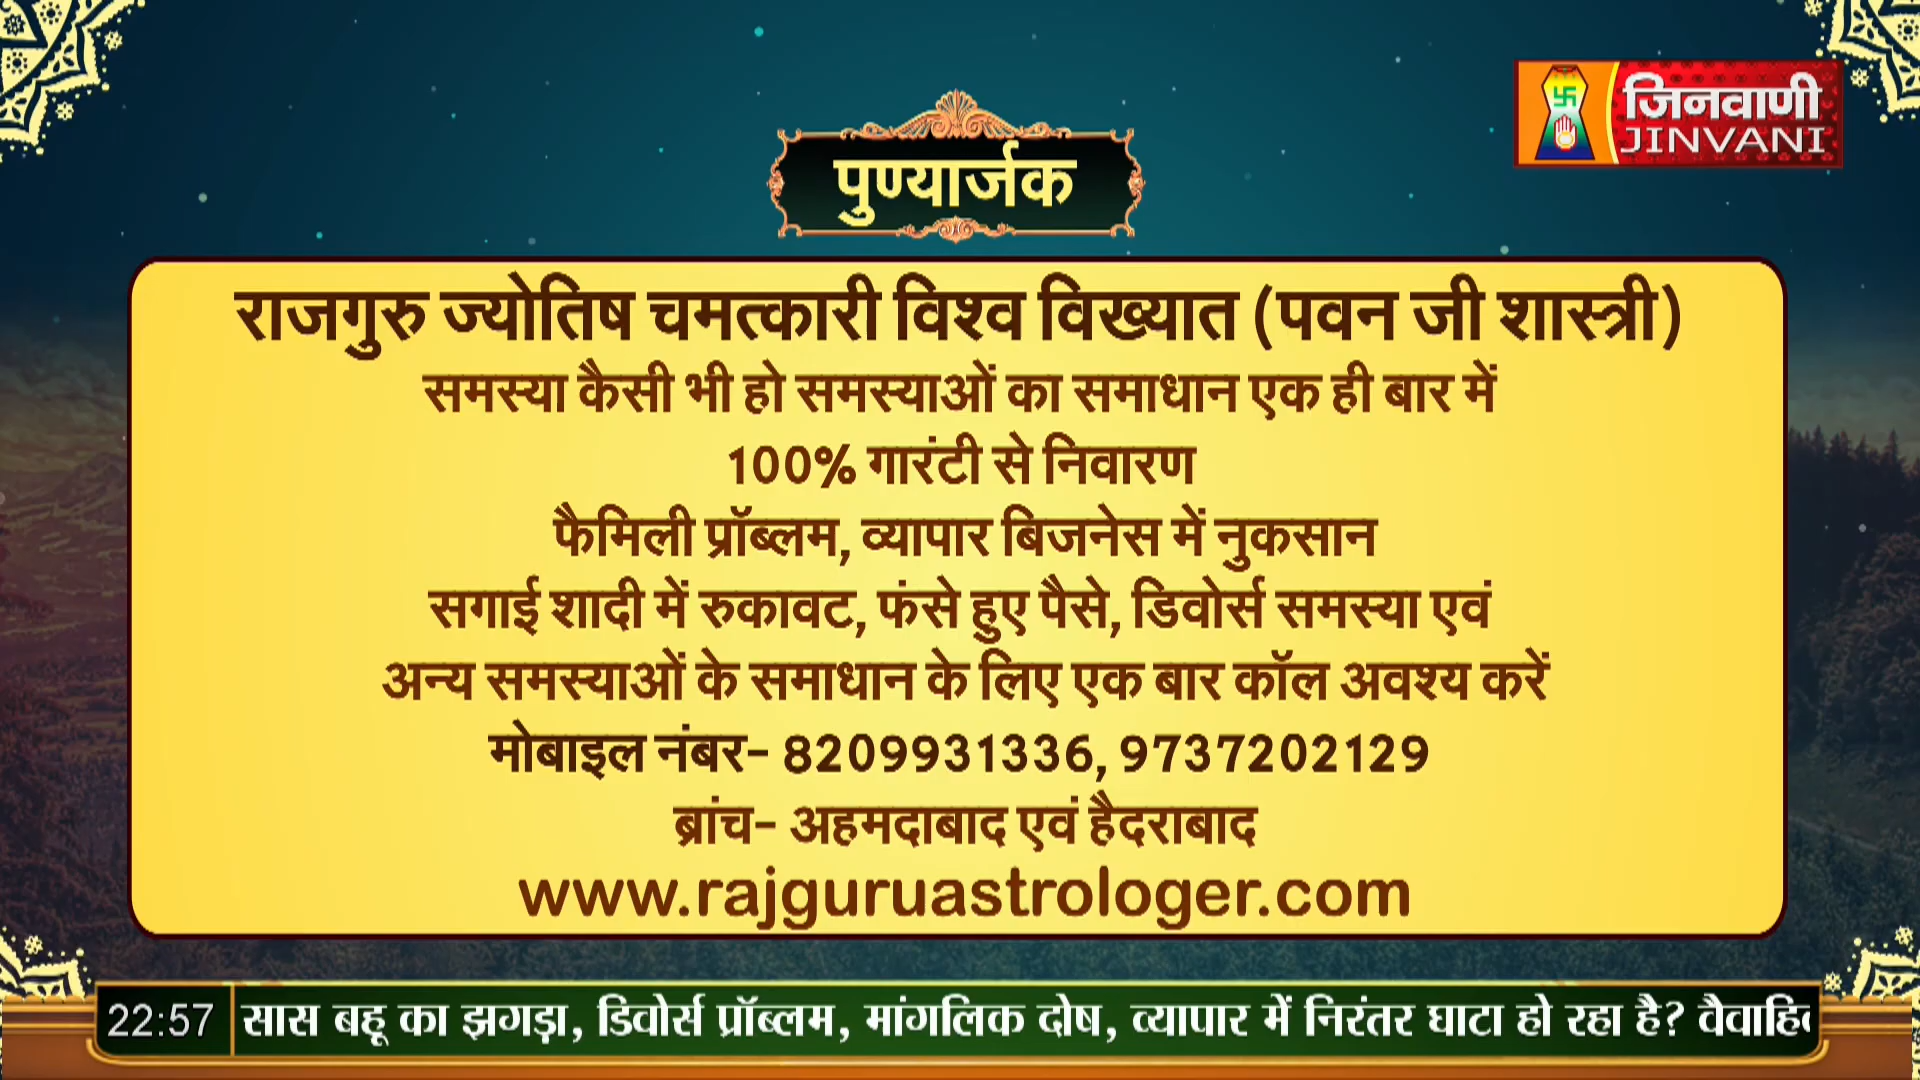 जिनवाणी
JINVANI
पुण्यार्जक
राजगुरु ज्योतिष चमत्कारी विश्व विख्यात (पवन जी शास्त्री)
समस्या कैसी भी हो समस्याओं का समाधान एक ही बार में
100% गारंटी से निवारण
फैमिली प्रॉब्लम, व्यापार बिजनेस में नुकसान
सगाई शादी में रुकावट, फंसे हुए पैसे, डिवोर्स समस्या एवं
अन्य समस्याओं के समाधान के लिए एक बार कॉल अवश्य करें
मोबाइल नंबर- 8209931336, 9737202129
ब्रांच- अहमदाबाद एवं हैदराबाद
www.rajguruastrologer.com
22:57 सास बहू का झगड़ा, डिवोर्स प्रॉब्लम, मांगलिक दोष, व्यापार में निरंतर घाटा हो रहा है?